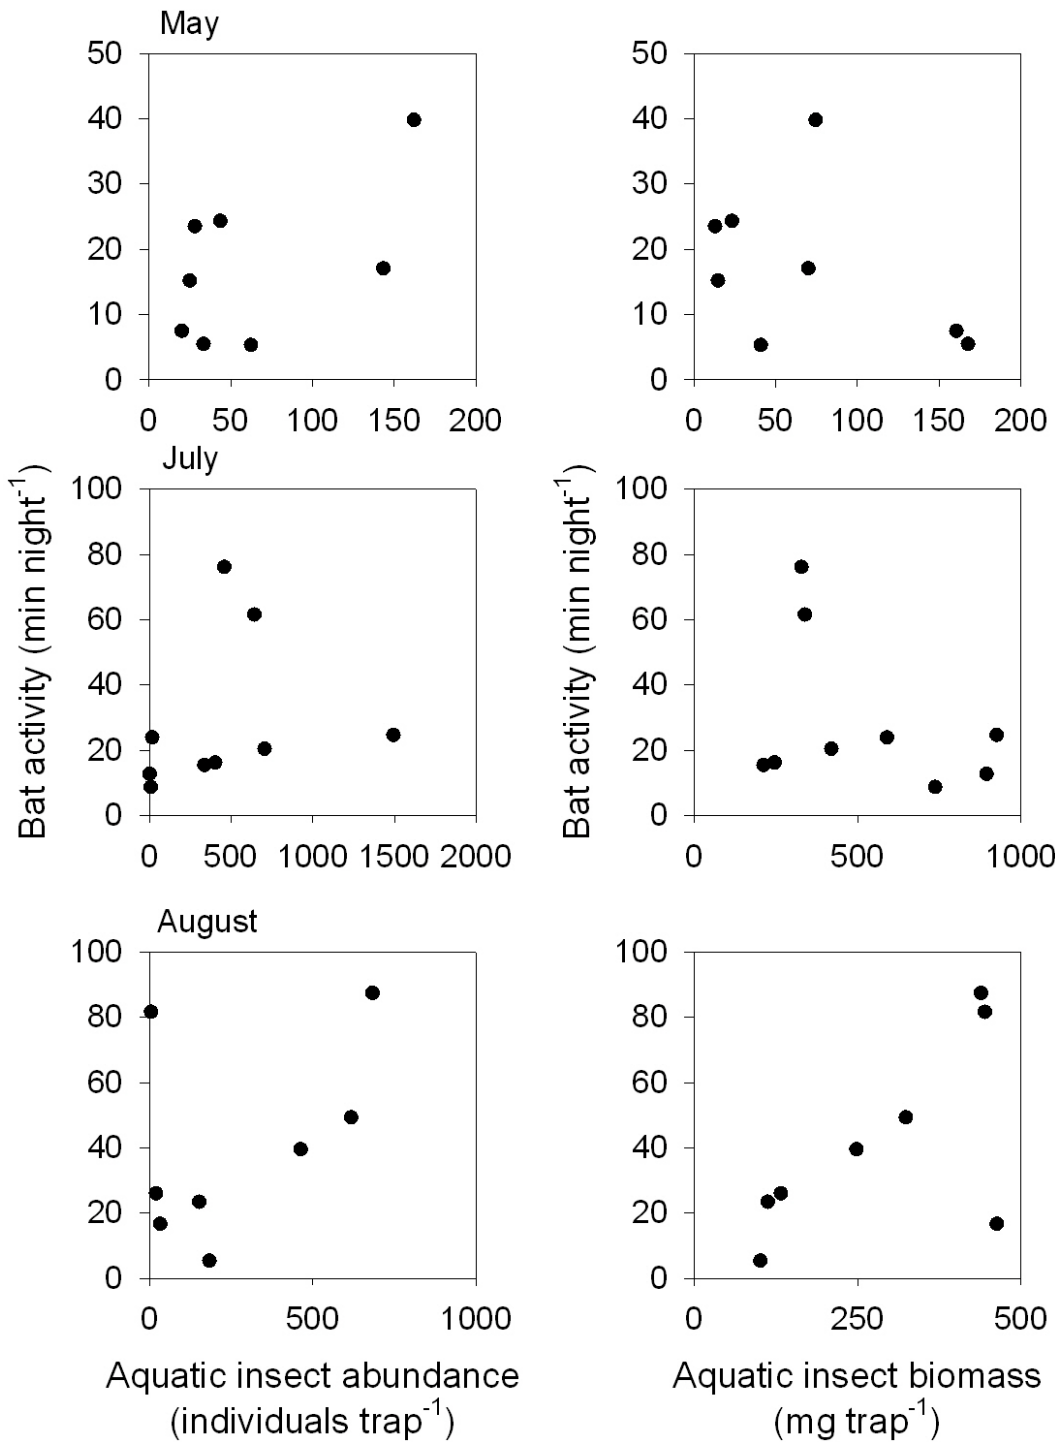 May
50
40
30
20
10
0
0 50 100 150 200
0 50 100 150 200
50
40
30
20
10
0
July
Bat activity (min night-1)
100
80
60
40
20
0
0 500 1000 1500 2000
Bat activity (min night-1)
100
80
60
40
20
0
0 500 1000
August
100
80
60
40
20
0
0 500 1000
100
80
60
40
20
0
0 250 500
Aquatic insect abundance
(individuals trap-1)
Aquatic insect biomass
(mg trap-1)